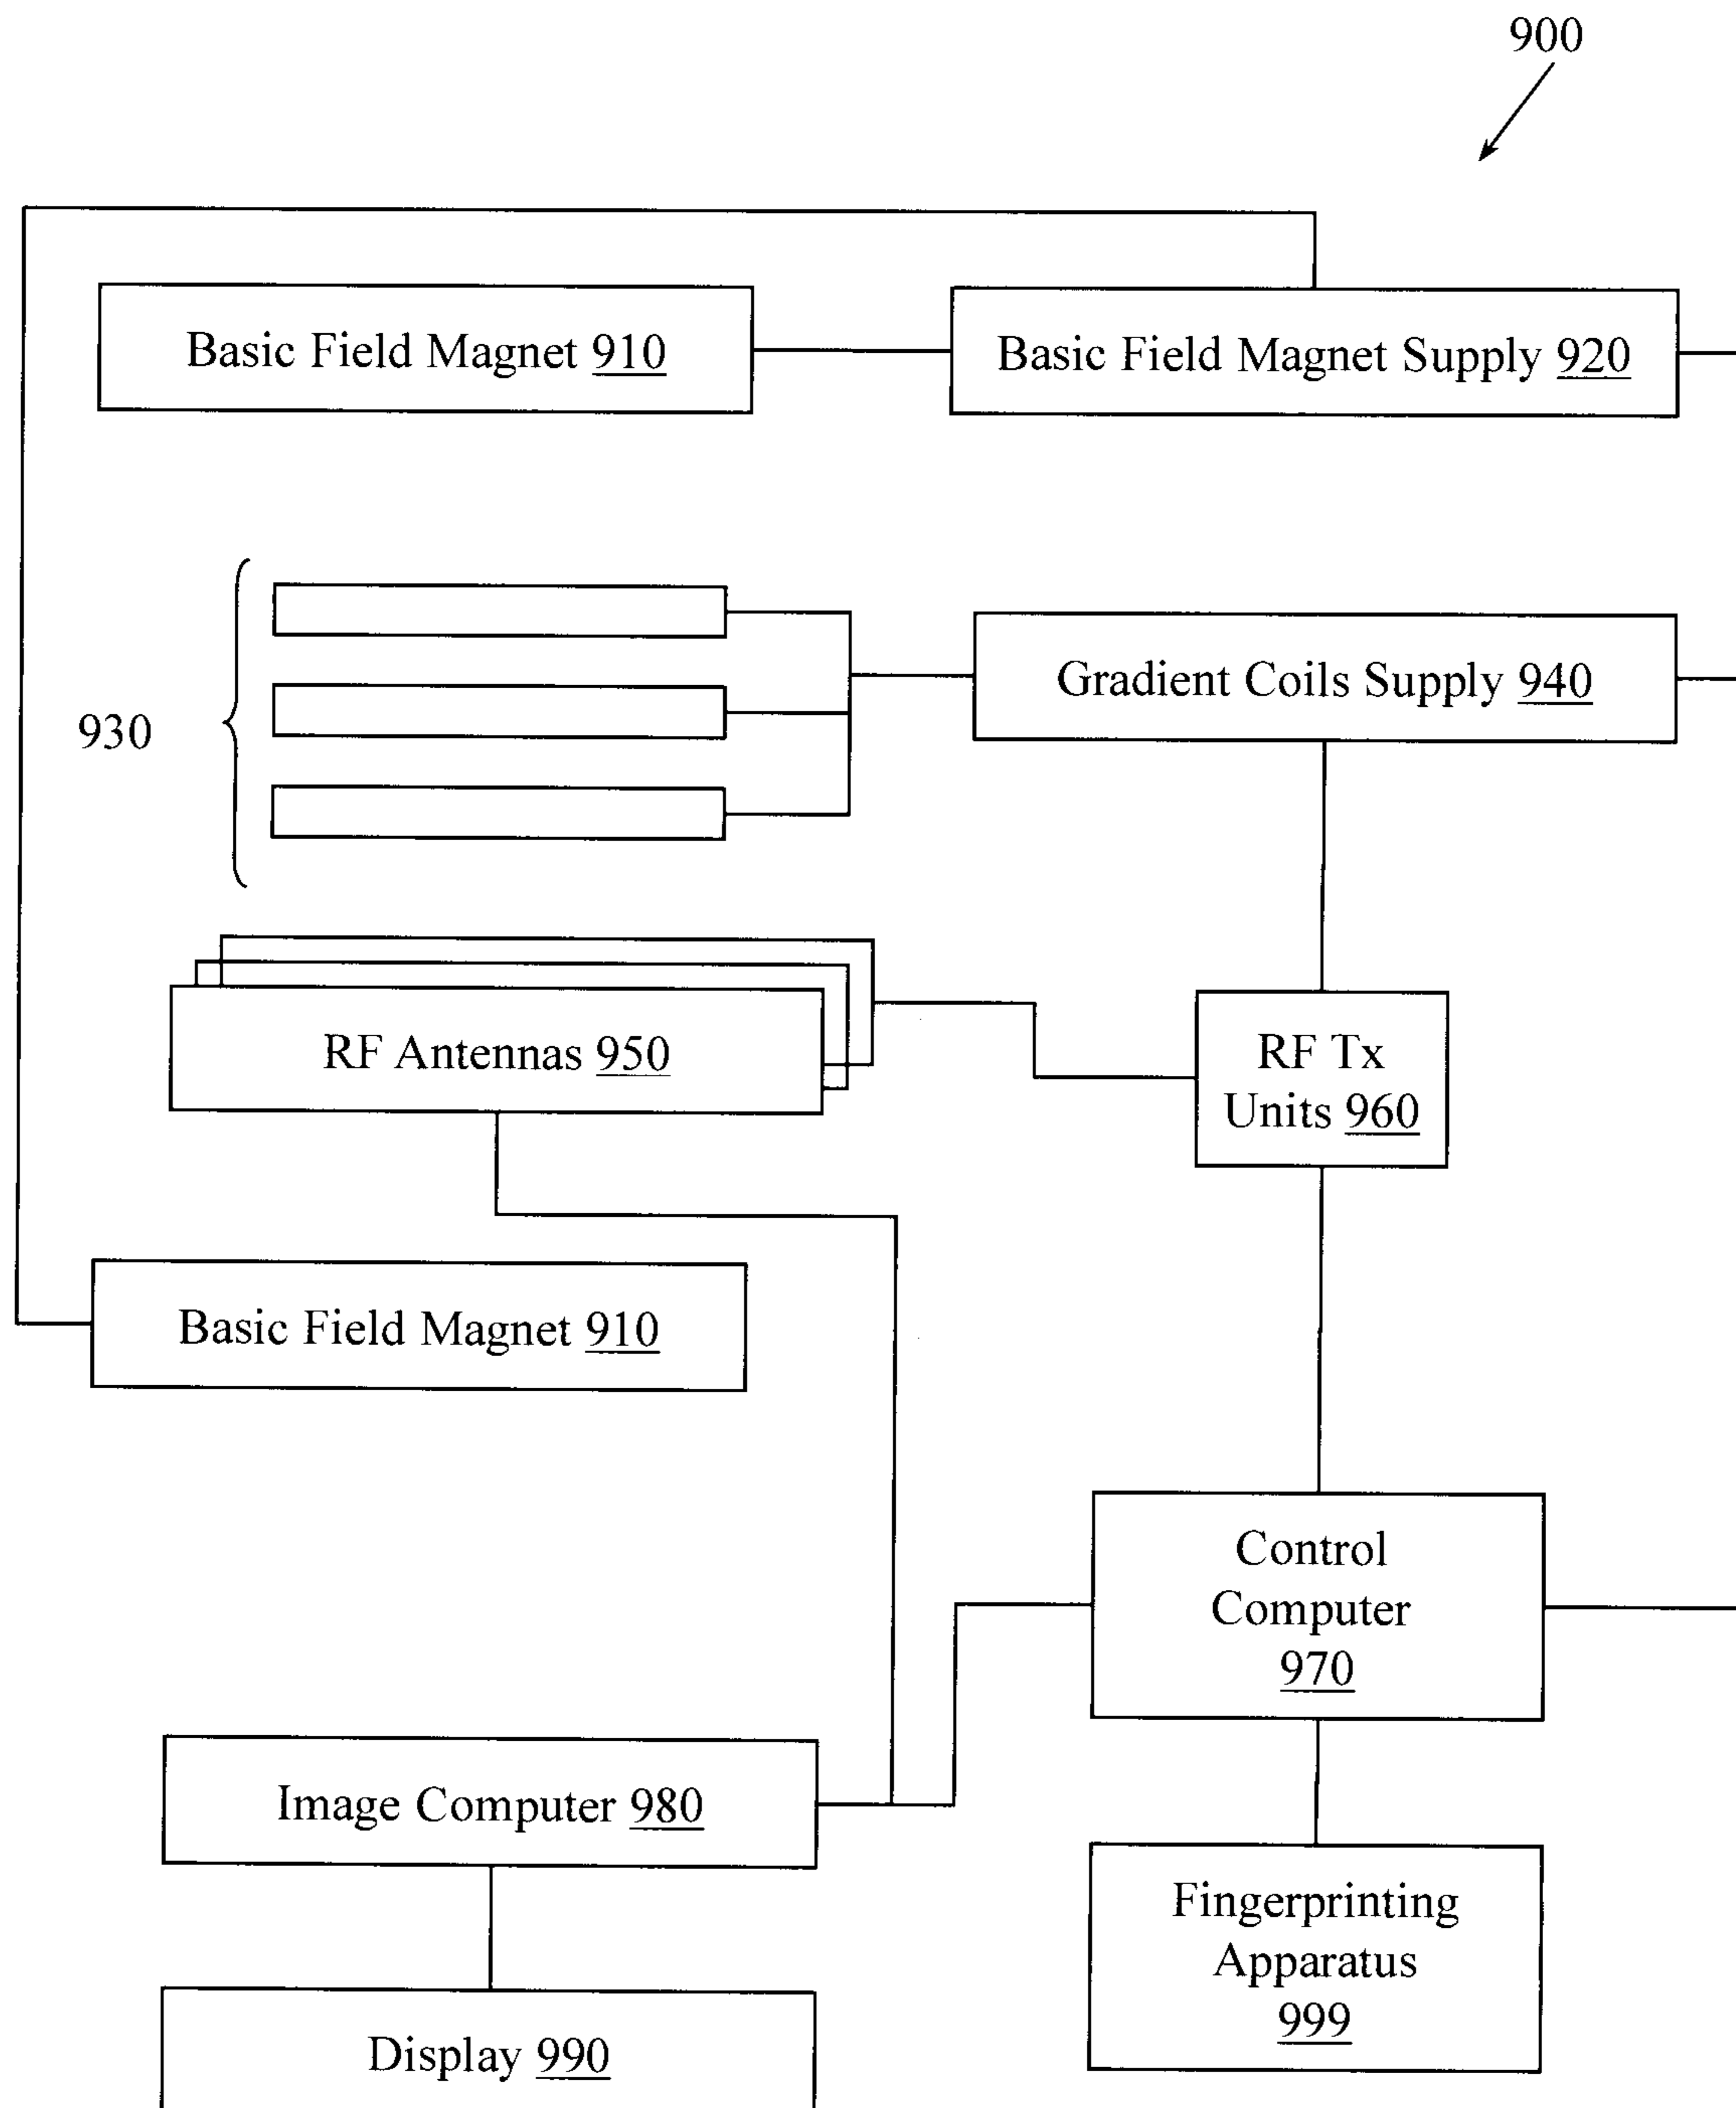 900
Basic Field Magnet 910
Basic Field Magnet Supply 920
930
Gradient Coils Supply 940
RF Antennas 950
RF Tx
Units 960
Basic Field Magnet 910
Control
Computer
970
Image Computer 980
Fingerprinting
Apparatus
999
Display 990